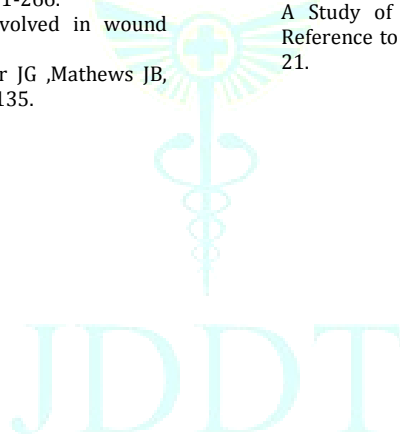 1-266.
volved in wound
r JG ,Mathews JB,
135.
A Study of
Reference to
21.
JDDT